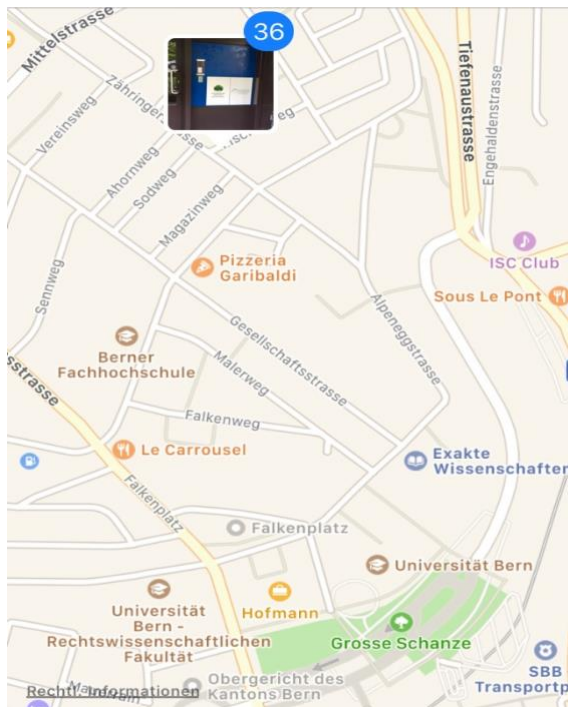 36
Mittelstrasse
Zähringerstrasse
Vereinsweg
Ahornweg
Sodweg
Magazinweg
Tiefenaustrasse
Engehaldenstrasse
ISC Club
Pizzeria
Garibaldi
Sous Le Pont
Sennweg
Alpeneggstrasse
Gesellschaftsstrasse
Berner
Fachhochschule
Malerweg
Falkenweg
Le Carrousel
Exakte
Wissenschaften
Falkenplatz
Falkenplatz
Universität Bern
Universität
Bern -
Rechtswissenschaftlichen
Fakultät
Hofmann
Grosse Schanze
Obergericht des
Kantons Bern
SBB
Transportp
Rechtl. Informationen